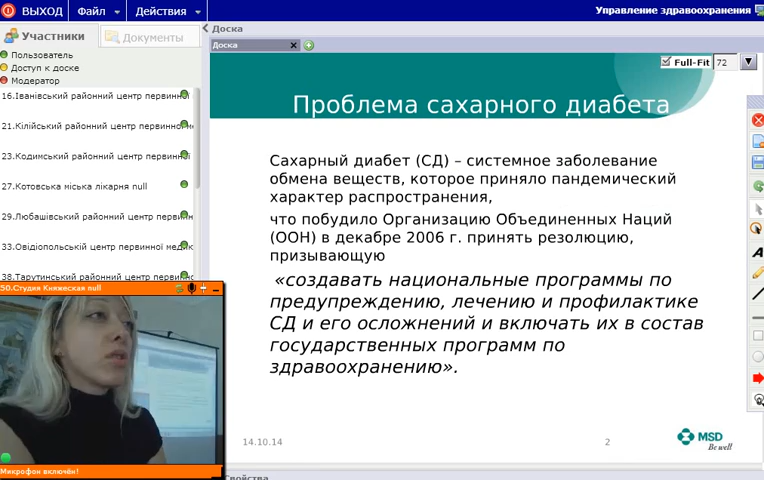 ВЫХОД Файл Действия Управление здравоохранения
Участники Документы
Пользователь
Доступ к доске
Модератор
16.Іванівський районний центр первинної
21.Кілійський районний центр первинної
23.Кодимський районний центр первинної
27.Котовська міська лікарня null
29.Любашівський районний центр первинн
33.Овідіопольській центр первинної медик
38.Тарутинський районний центр первинн
50.Студия Княжеская null
Микрофон включён!
Доска
Доска
Full-Fit 72
Проблема сахарного диабета
Сахарный диабет (СД) – системное заболевание
обмена веществ, которое приняло пандемический
характер распространения,
что побудило Организацию Объединенных Наций
(ООН) в декабре 2006 г. принять резолюцию,
призывающую
«создавать национальные программы по
предупреждению, лечению и профилактике
СД и его осложнений и включать их в состав
государственных программ по
здравоохранению».
14.10.14 2 MSD
Be well
Свойства